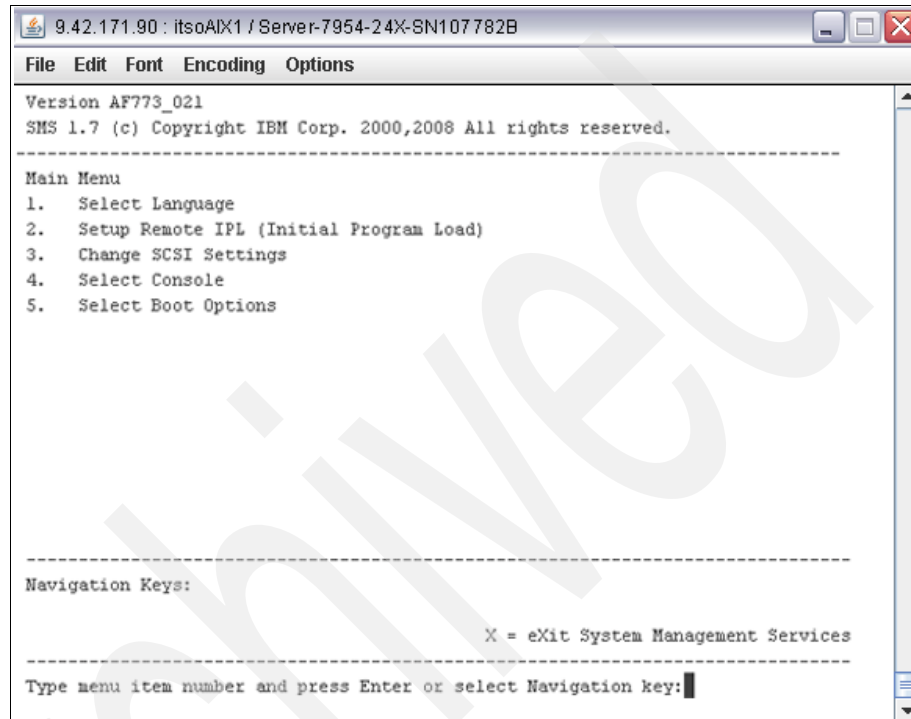 9.42.171.90 : itsoAIX1 / Server-7954-24X-SN107782B
File Edit Font Encoding Options
Version AF773_021
SMS 1.7 (c) Copyright IBM Corp. 2000,2008 All rights reserved.
--------------------------------------------------------------------------------
Main Menu
1. Select Language
2. Setup Remote IPL (Initial Program Load)
3. Change SCSI Settings
4. Select Console
5. Select Boot Options
--------------------------------------------------------------------------------
Navigation Keys:
X = eXit System Management Services
--------------------------------------------------------------------------------
Type menu item number and press Enter or select Navigation key: